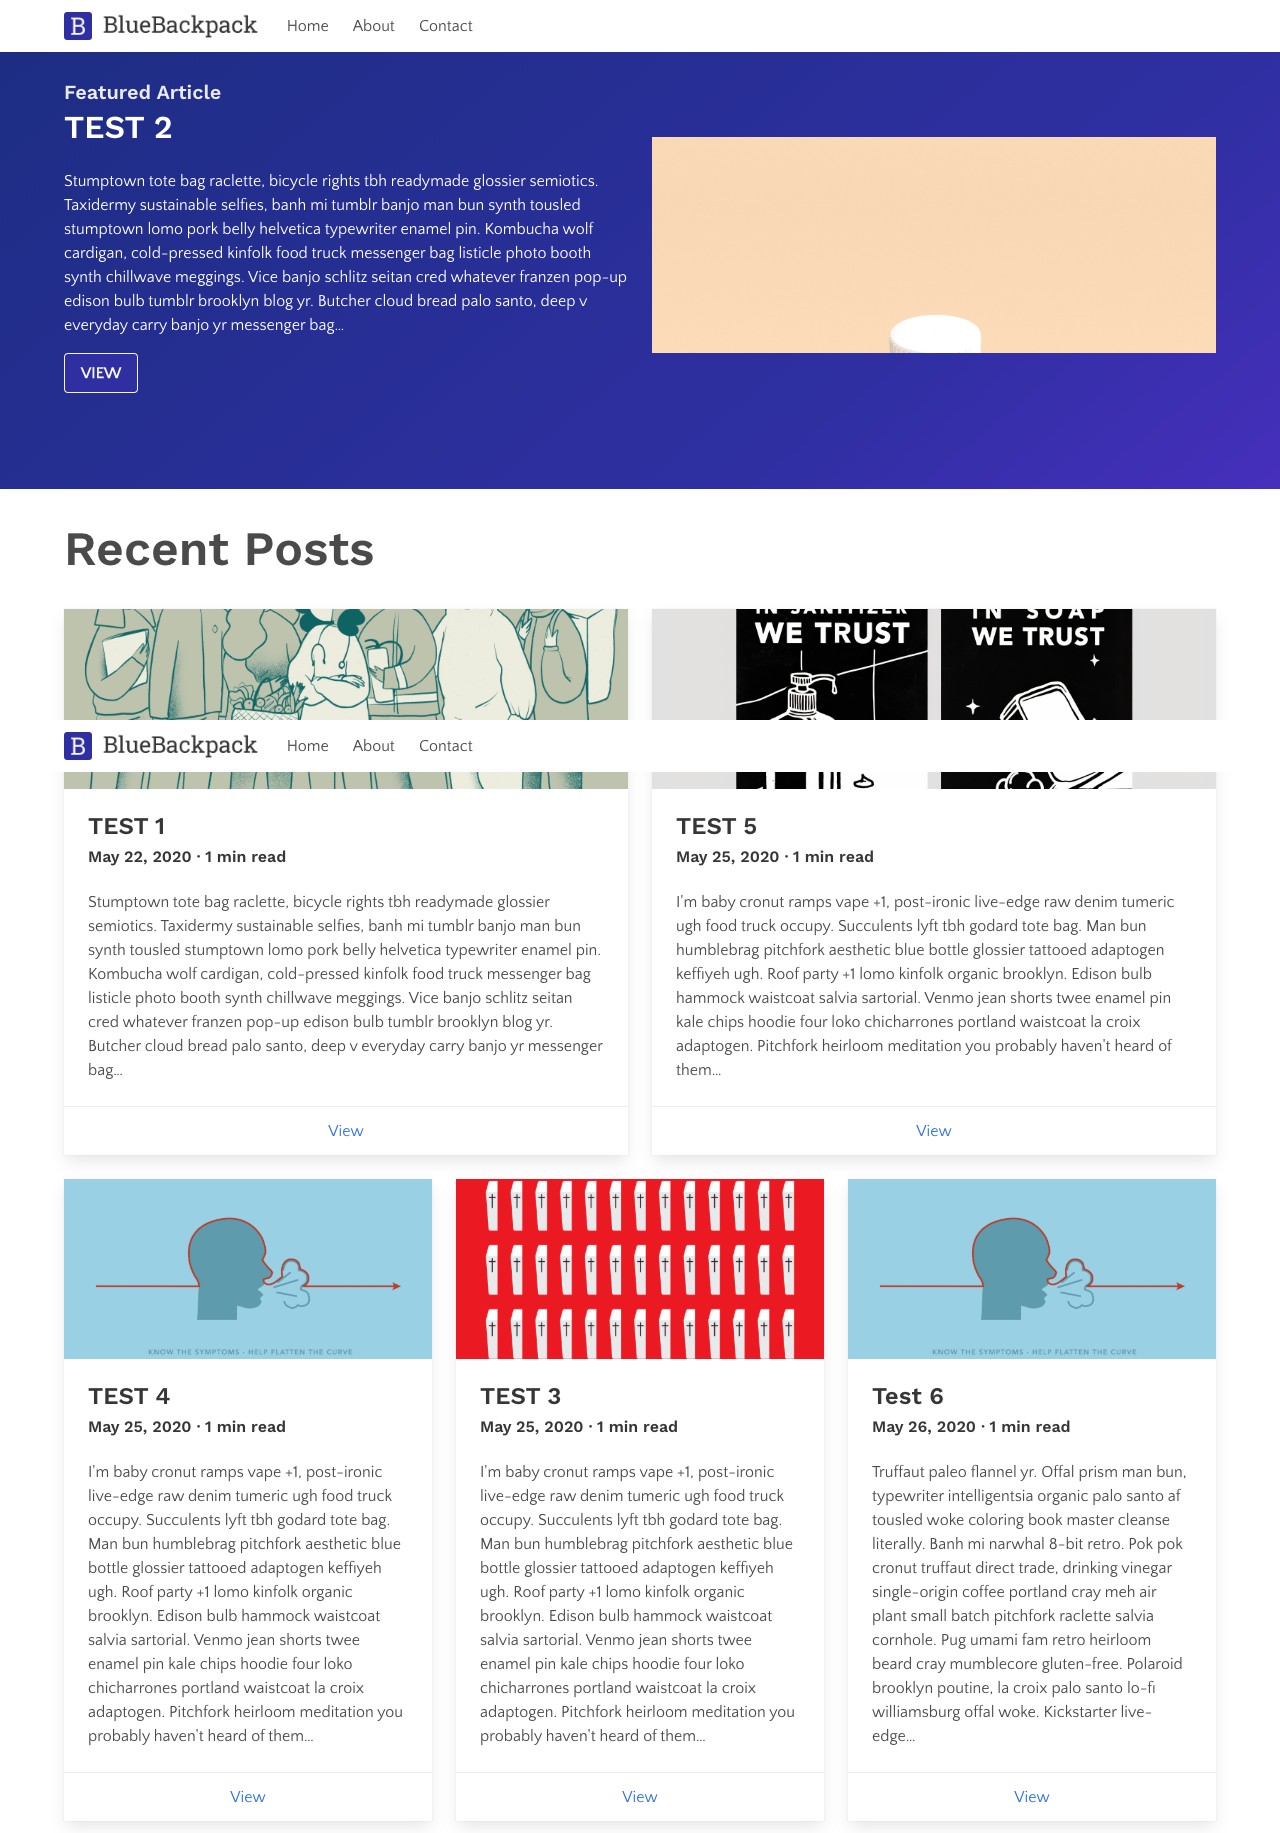 B BlueBackpack Home About Contact
Featured Article
TEST 2
Stumptown tote bag raclette, bicycle rights tbh readymade glossier semiotics.
Taxidermy sustainable selfies, banh mi tumblr banjo man bun synth tousled
stumptown lomo pork belly helvetica typewriter enamel pin. Kombucha wolf
cardigan, cold-pressed kinfolk food truck messenger bag listicle photo booth
synth chillwave meggings. Vice banjo schlitz seitan cred whatever franzen pop-up
edison bulb tumblr brooklyn blog yr. Butcher cloud bread palo santo, deep v
everyday carry banjo yr messenger bag...
VIEW
Recent Posts
IN SANITIZER
WE TRUST
IN SOAP
WE TRUST
B BlueBackpack Home About Contact
TEST 1
May 22, 2020 · 1 min read
Stumptown tote bag raclette, bicycle rights tbh readymade glossier
semiotics. Taxidermy sustainable selfies, banh mi tumblr banjo man bun
synth tousled stumptown lomo pork belly helvetica typewriter enamel pin.
Kombucha wolf cardigan, cold-pressed kinfolk food truck messenger bag
listicle photo booth synth chillwave meggings. Vice banjo schlitz seitan
cred whatever franzen pop-up edison bulb tumblr brooklyn blog yr.
Butcher cloud bread palo santo, deep v everyday carry banjo yr messenger
bag...
View
TEST 5
May 25, 2020 · 1 min read
I'm baby cronut ramps vape +1, post-ironic live-edge raw denim tumeric
ugh food truck occupy. Succulents lyft tbh godard tote bag. Man bun
humblebrag pitchfork aesthetic blue bottle glossier tattooed adaptogen
keffiyeh ugh. Roof party +1 lomo kinfolk organic brooklyn. Edison bulb
hammock waistcoat salvia sartorial. Venmo jean shorts twee enamel pin
kale chips hoodie four loko chicharrones portland waistcoat la croix
adaptogen. Pitchfork heirloom meditation you probably haven't heard of
them...
View
KNOW THE SYMPTOMS - HELP FLATTEN THE CURVE
TEST 4
May 25, 2020 · 1 min read
I'm baby cronut ramps vape +1, post-ironic
live-edge raw denim tumeric ugh food truck
occupy. Succulents lyft tbh godard tote bag.
Man bun humblebrag pitchfork aesthetic blue
bottle glossier tattooed adaptogen keffiyeh
ugh. Roof party +1 lomo kinfolk organic
brooklyn. Edison bulb hammock waistcoat
salvia sartorial. Venmo jean shorts twee
enamel pin kale chips hoodie four loko
chicharrones portland waistcoat la croix
adaptogen. Pitchfork heirloom meditation you
probably haven't heard of them...
View
TEST 3
May 25, 2020 · 1 min read
I'm baby cronut ramps vape +1, post-ironic
live-edge raw denim tumeric ugh food truck
occupy. Succulents lyft tbh godard tote bag.
Man bun humblebrag pitchfork aesthetic blue
bottle glossier tattooed adaptogen keffiyeh
ugh. Roof party +1 lomo kinfolk organic
brooklyn. Edison bulb hammock waistcoat
salvia sartorial. Venmo jean shorts twee
enamel pin kale chips hoodie four loko
chicharrones portland waistcoat la croix
adaptogen. Pitchfork heirloom meditation you
probably haven't heard of them...
View
KNOW THE SYMPTOMS - HELP FLATTEN THE CURVE
Test 6
May 26, 2020 · 1 min read
Truffaut paleo flannel yr. Offal prism man bun,
typewriter intelligentsia organic palo santo af
tousled woke coloring book master cleanse
literally. Banh mi narwhal 8-bit retro. Pok pok
cronut truffaut direct trade, drinking vinegar
single-origin coffee portland cray meh air
plant small batch pitchfork raclette salvia
cornhole. Pug umami fam retro heirloom
beard cray mumblecore gluten-free. Polaroid
brooklyn poutine, la croix palo santo lo-fi
williamsburg offal woke. Kickstarter live-
edge...
View